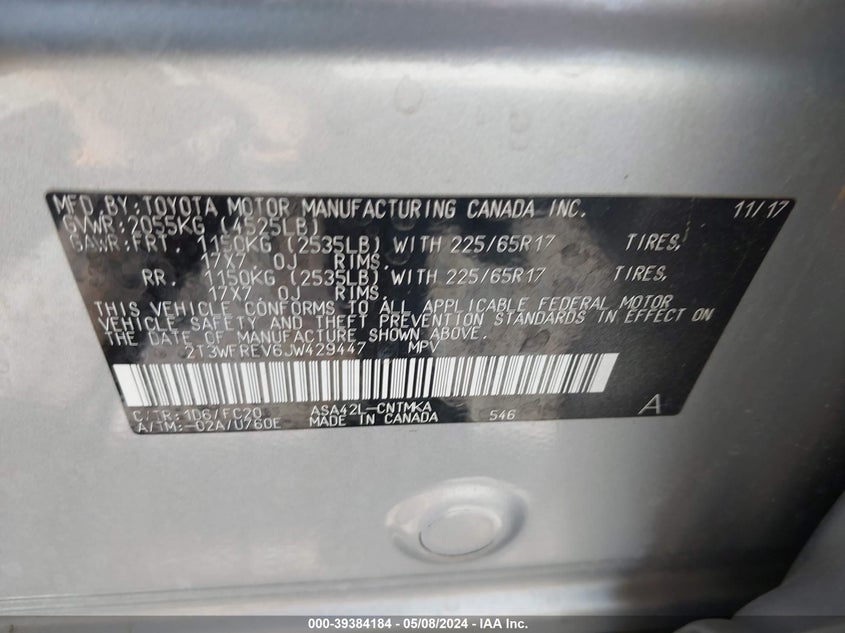 MFD BY:TOYOTA MOTOR MANUFACTURING CANADA INC. 11/17
GVWR:2055KG (4525LB)
GAWR:FRT. 1150KG (2535LB) WITH 225/65R17 TIRES,
17X7.0J RIMS,
RR. 1150KG (2535LB) WITH 225/65R17 TIRES,
17X7.0J RIMS.
THIS VEHICLE CONFORMS TO ALL APPLICABLE FEDERAL MOTOR
VEHICLE SAFETY AND THEFT PREVENTION STANDARDS IN EFFECT ON
THE DATE OF MANUFACTURE SHOWN ABOVE.
2T3WFREV6JW429447 MPV
C/TR:1D6/FC20 ASA42L-CNTMKA 546 A
A/TM:-02A/U760E MADE IN CANADA
000-39384184 - 05/08/2024 - IAA Inc.